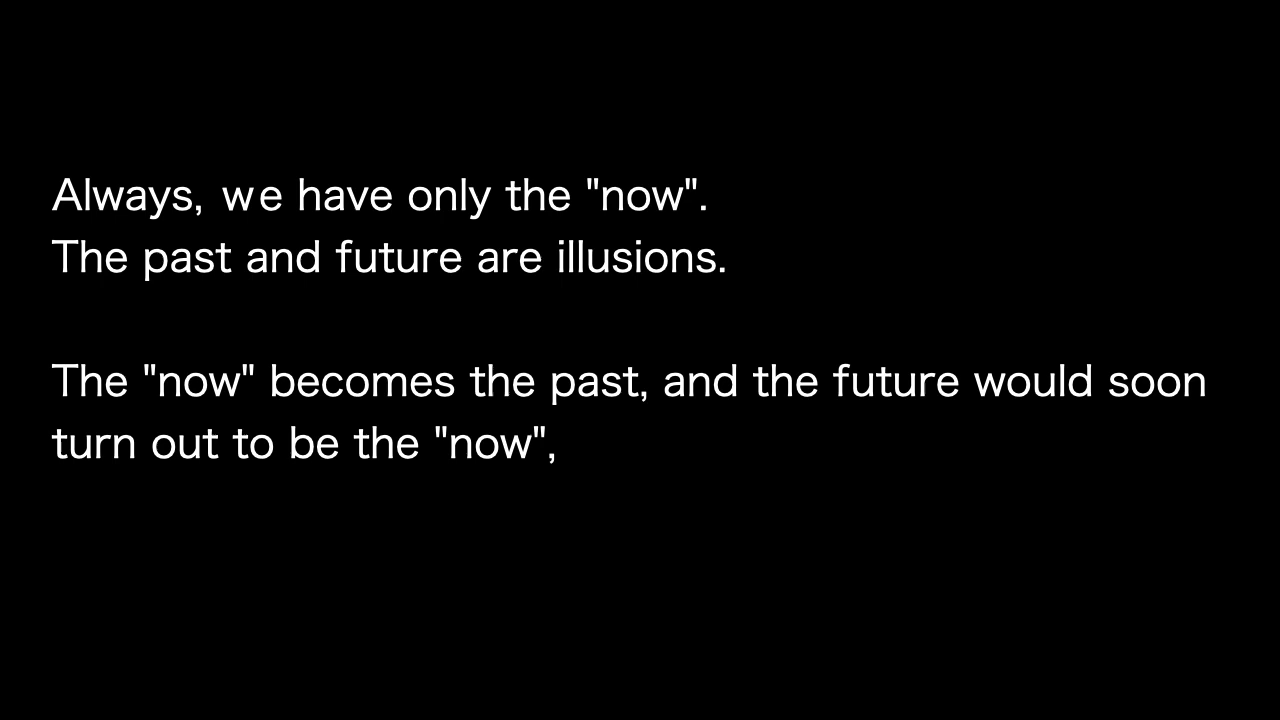 Always, we have only the "now".
The past and future are illusions.
The "now" becomes the past, and the future would soon
turn out to be the "now",